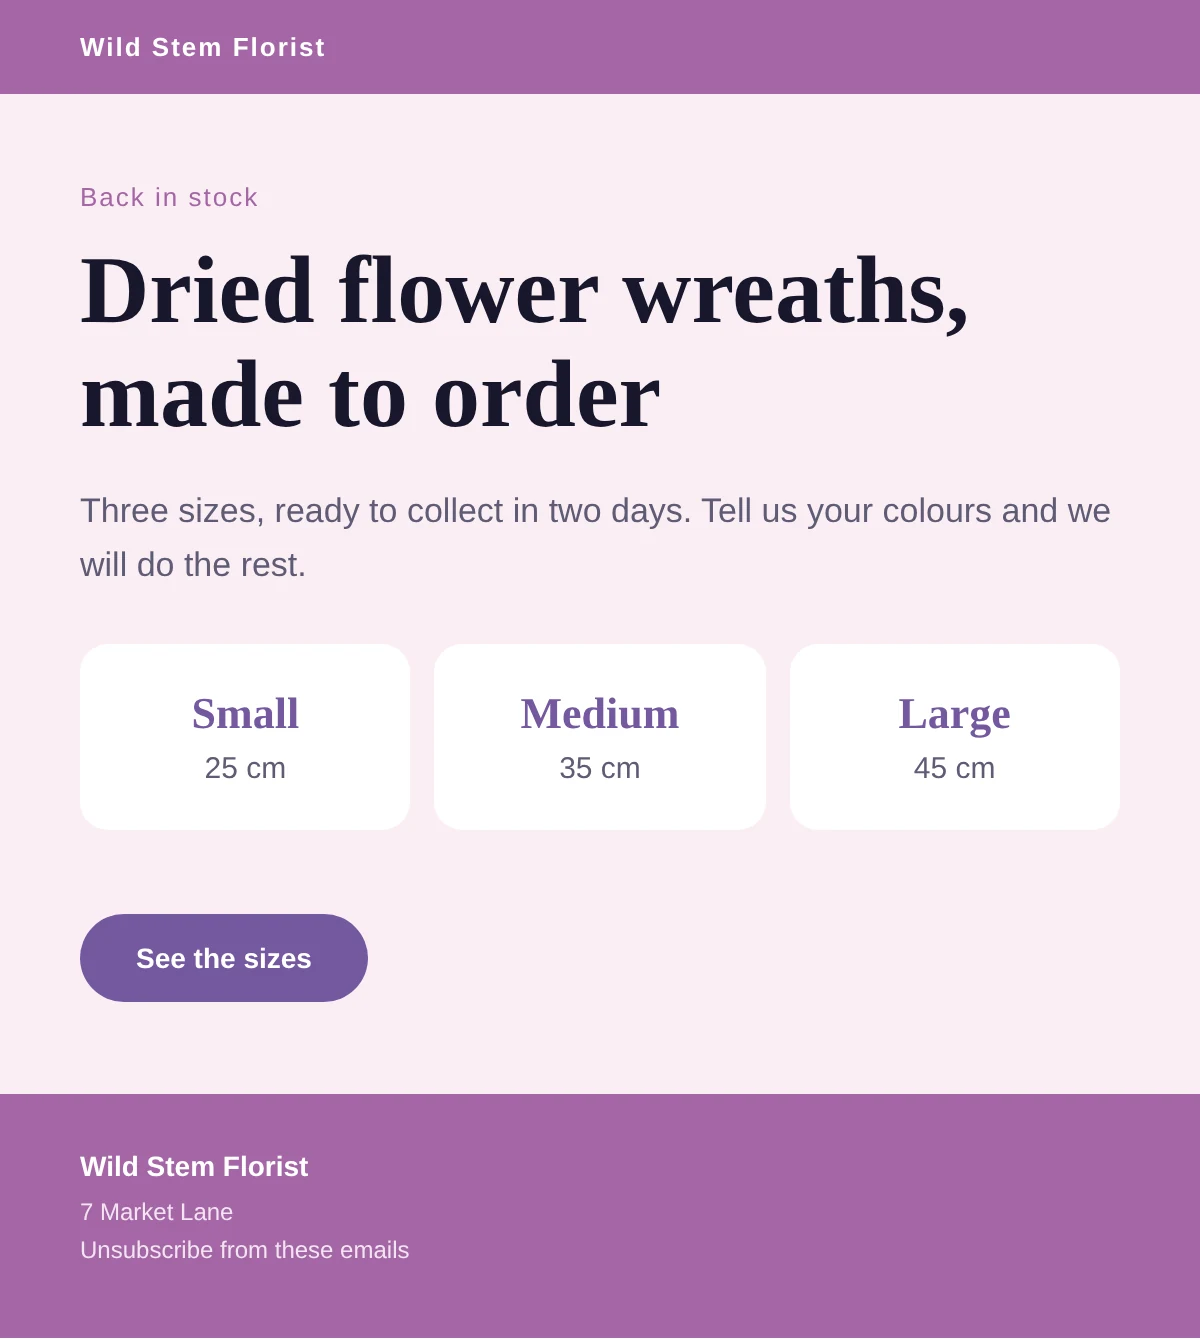 Wild Stem Florist
Back in stock
Dried flower wreaths,
made to order
Three sizes, ready to collect in two days. Tell us your colours and we
will do the rest.
Small
25 cm
Medium
35 cm
Large
45 cm
See the sizes
Wild Stem Florist
7 Market Lane
Unsubscribe from these emails